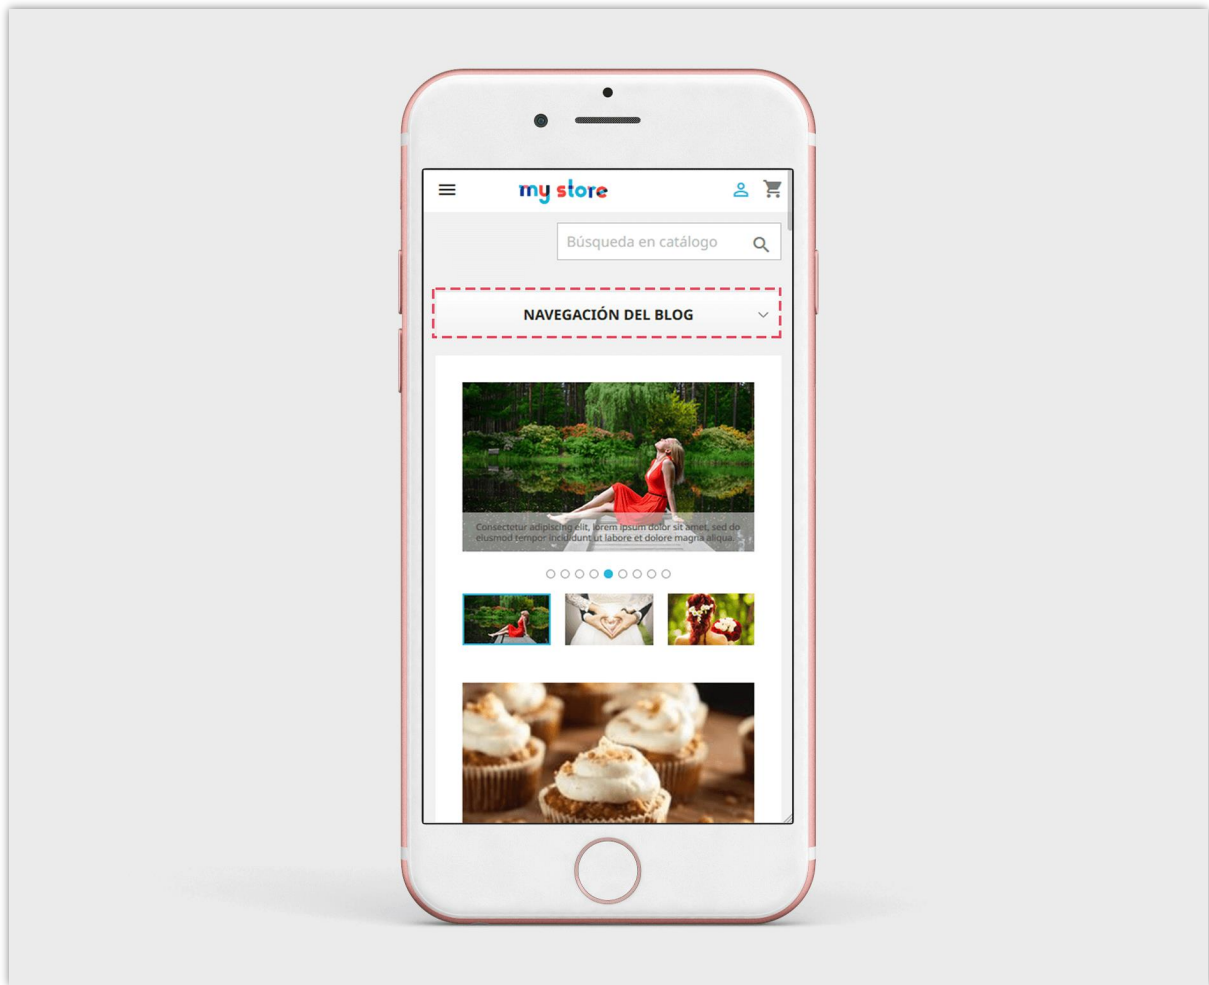 my store
Búsqueda en catálogo
NAVEGACIÓN DEL BLOG
Consectetur adipiscing elit, lorem ipsum dolor sit amet, sed do
eiusmod tempor incididunt ut labore et dolore magna aliqua.